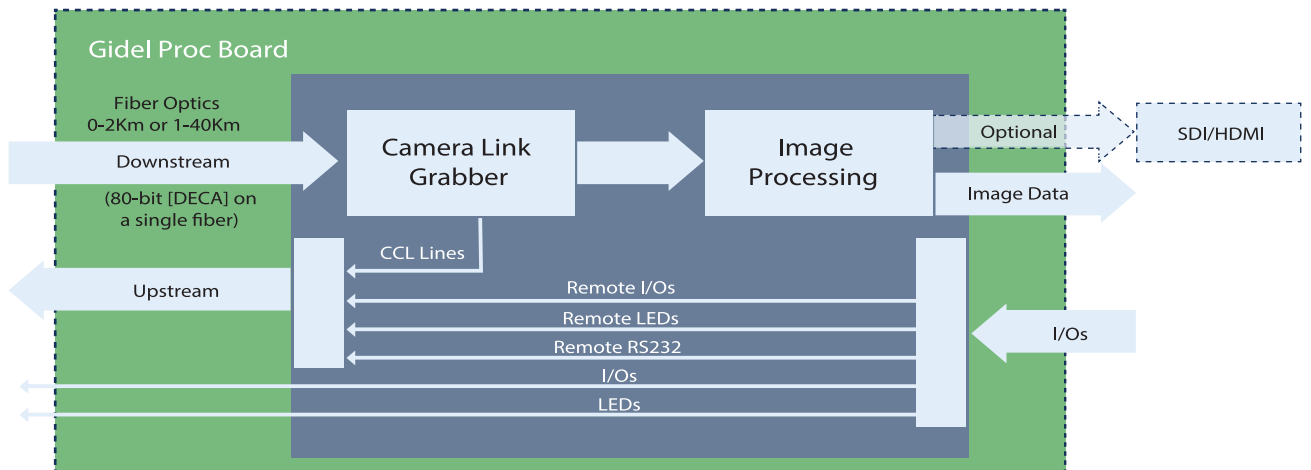 Gidel Proc Board
Fiber Optics
0-2Km or 1-40Km
Downstream
(80-bit [DECA] on
a single fiber)
Camera Link
Grabber
Image
Processing
Optional
SDI/HDMI
Image Data
CCL Lines
Upstream
Remote I/Os
Remote LEDs
Remote RS232
I/Os
LEDs
I/Os